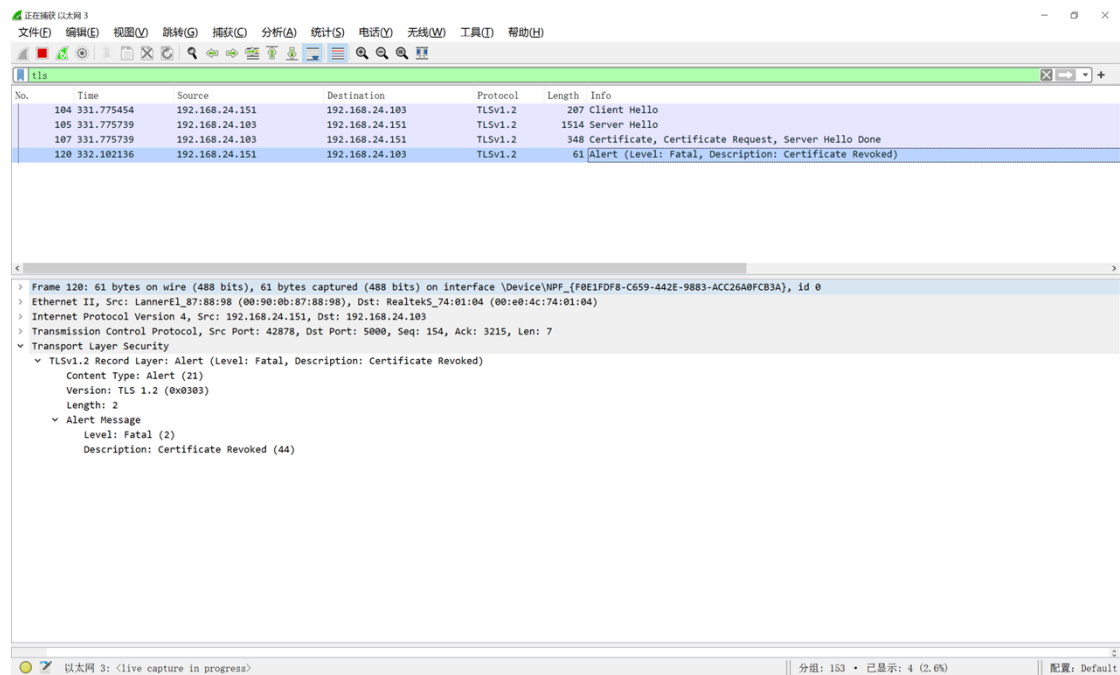 正在捕获 以太网 3
文件(F) 编辑(E) 视图(V) 跳转(G) 捕获(C) 分析(A) 统计(S) 电话(Y) 无线(W) 工具(T) 帮助(H)
tls
No. Time Source Destination Protocol Length Info
104 331.775454 192.168.24.151 192.168.24.103 TLSv1.2 207 Client Hello
105 331.775739 192.168.24.103 192.168.24.151 TLSv1.2 1514 Server Hello
107 331.775739 192.168.24.103 192.168.24.151 TLSv1.2 348 Certificate, Certificate Request, Server Hello Done
120 332.102136 192.168.24.151 192.168.24.103 TLSv1.2 61 Alert (Level: Fatal, Description: Certificate Revoked)
Frame 120: 61 bytes on wire (488 bits), 61 bytes captured (488 bits) on interface \Device\NPF_{F0E1FDF8-C659-442E-9883-ACC26A0FCB3A}, id 0
Ethernet II, Src: LannerEl_87:88:98 (00:90:0b:87:88:98), Dst: RealtekS_74:01:04 (00:e0:4c:74:01:04)
Internet Protocol Version 4, Src: 192.168.24.151, Dst: 192.168.24.103
Transmission Control Protocol, Src Port: 42878, Dst Port: 5000, Seq: 154, Ack: 3215, Len: 7
Transport Layer Security
TLSv1.2 Record Layer: Alert (Level: Fatal, Description: Certificate Revoked)
Content Type: Alert (21)
Version: TLS 1.2 (0x0303)
Length: 2
Alert Message
Level: Fatal (2)
Description: Certificate Revoked (44)
以太网 3: <live capture in progress> 分组: 153 • 已显示: 4 (2.6%) 配置: Default